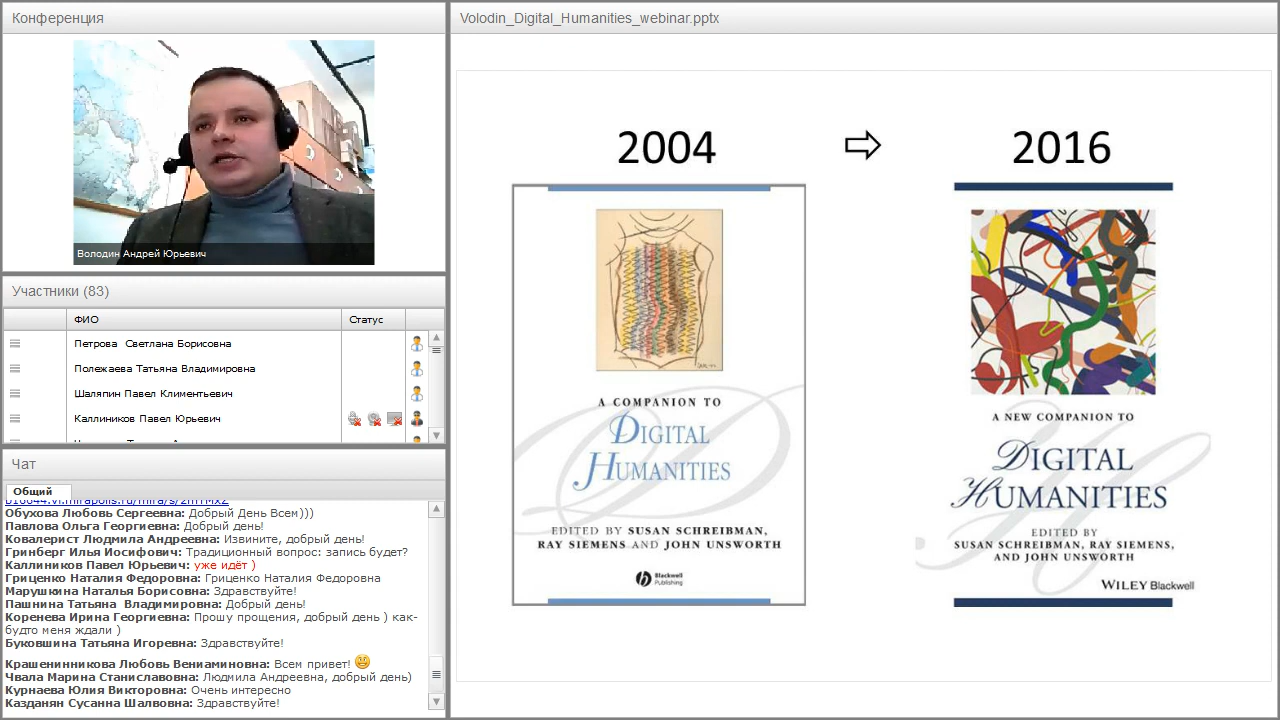 Конференция
Володин Андрей Юрьевич
Участники (83)
ФИО
Статус
Петрова Светлана Борисовна
Полежаева Татьяна Владимировна
Шаляпин Павел Климентьевич
Каллиников Павел Юрьевич
Чат
Общий
Обухова Любовь Сергеевна: Добрый День Всем)))
Павлова Ольга Георгиевна: Добрый день!
Ковалерист Людмила Андреевна: Извините, добрый день!
Гринберг Илья Иосифович: Традиционный вопрос: запись будет?
Каллиников Павел Юрьевич: уже идёт )
Гриценко Наталия Федоровна: Гриценко Наталия Федоровна
Марушкина Наталья Борисовна: Здравствуйте!
Пашнина Татьяна Владимировна: Добрый день!
Коренева Ирина Георгиевна: Прошу прощения, добрый день ) как-
будто меня ждали )
Буковшина Татьяна Игоревна: Здравствуйте!
Крашенинникова Любовь Вениаминовна: Всем привет!
Чвала Марина Станиславовна: Людмила Андреевна, добрый день)
Курнаева Юлия Викторовна: Очень интересно
Казданян Сусанна Шалвовна: Здравствуйте!
Volodin_Digital_Humanities_webinar.pptx
2004 ⇨ 2016
A COMPANION TO
DIGITAL
HUMANITIES
EDITED BY SUSAN SCHREIBMAN,
RAY SIEMENS AND JOHN UNSWORTH
Blackwell
Publishing
A NEW COMPANION TO
DIGITAL
HUMANITIES
EDITED BY
SUSAN SCHREIBMAN, RAY SIEMENS,
AND JOHN UNSWORTH
WILEY Blackwell